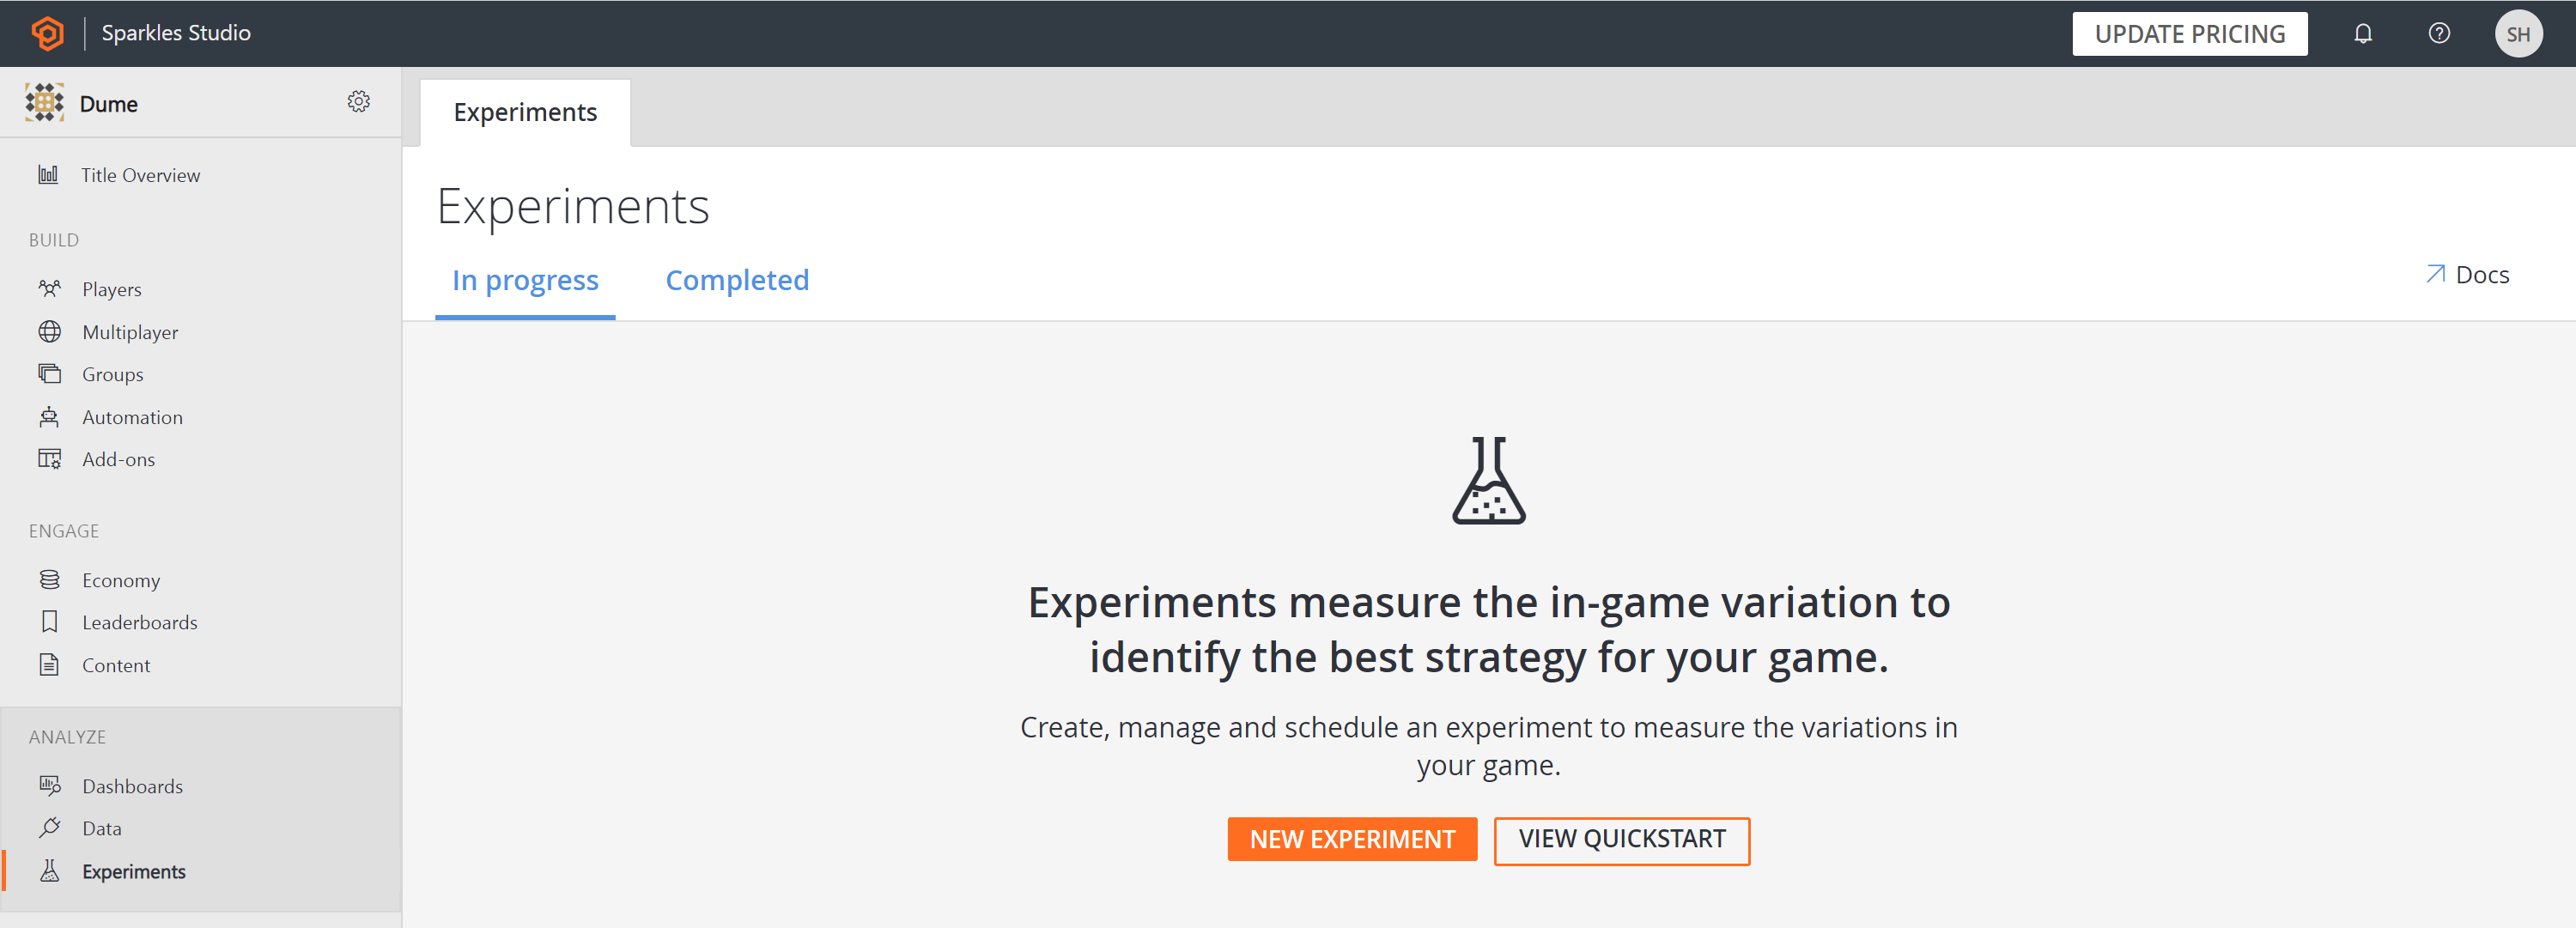 Sparkles Studio
UPDATE PRICING
SH
Dume
Experiments
Title Overview
Experiments
BUILD
In progress
Completed
Docs
Players
Multiplayer
Groups
Automation
Add-ons
ENGAGE
Economy
Leaderboards
Content
ANALYZE
Dashboards
Data
Experiments
Experiments measure the in-game variation to
identify the best strategy for your game.
Create, manage and schedule an experiment to measure the variations in
your game.
NEW EXPERIMENT
VIEW QUICKSTART